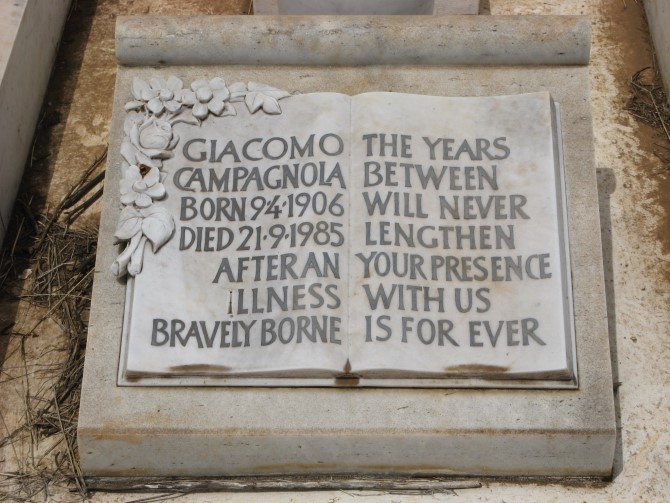 GIACOMO
CAMPAGNOLA
BORN 9·4·1906
DIED 21·9·1985
AFTER AN
ILLNESS
BRAVELY BORNE
THE YEARS
BETWEEN
WILL NEVER
LENGTHEN
YOUR PRESENCE
WITH US
IS FOR EVER